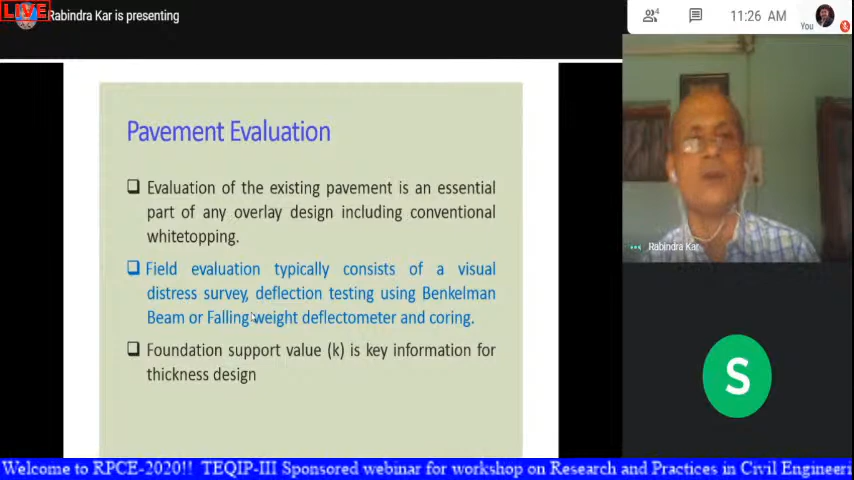 LIVE
Rabindra Kar is presenting
4
11:26 AM
You
Pavement Evaluation
Evaluation of the existing pavement is an essential
part of any overlay design including conventional
whitetopping.
Field evaluation typically consists of a visual
distress survey, deflection testing using Benkelman
Beam or Falling weight deflectometer and coring.
Foundation support value (k) is key information for
thickness design
Rabindra Kar
S
Welcome to RPCE-2020!! TEQIP-III Sponsored webinar for workshop on Research and Practices in Civil Engineeri